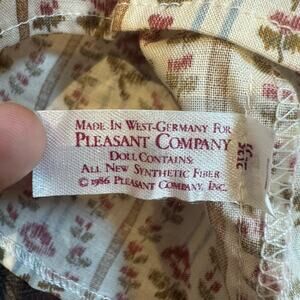 Made In West-Germany For
Pleasant Company
Doll Contains:
All New Synthetic Fiber
©1986 Pleasant Company, Inc.